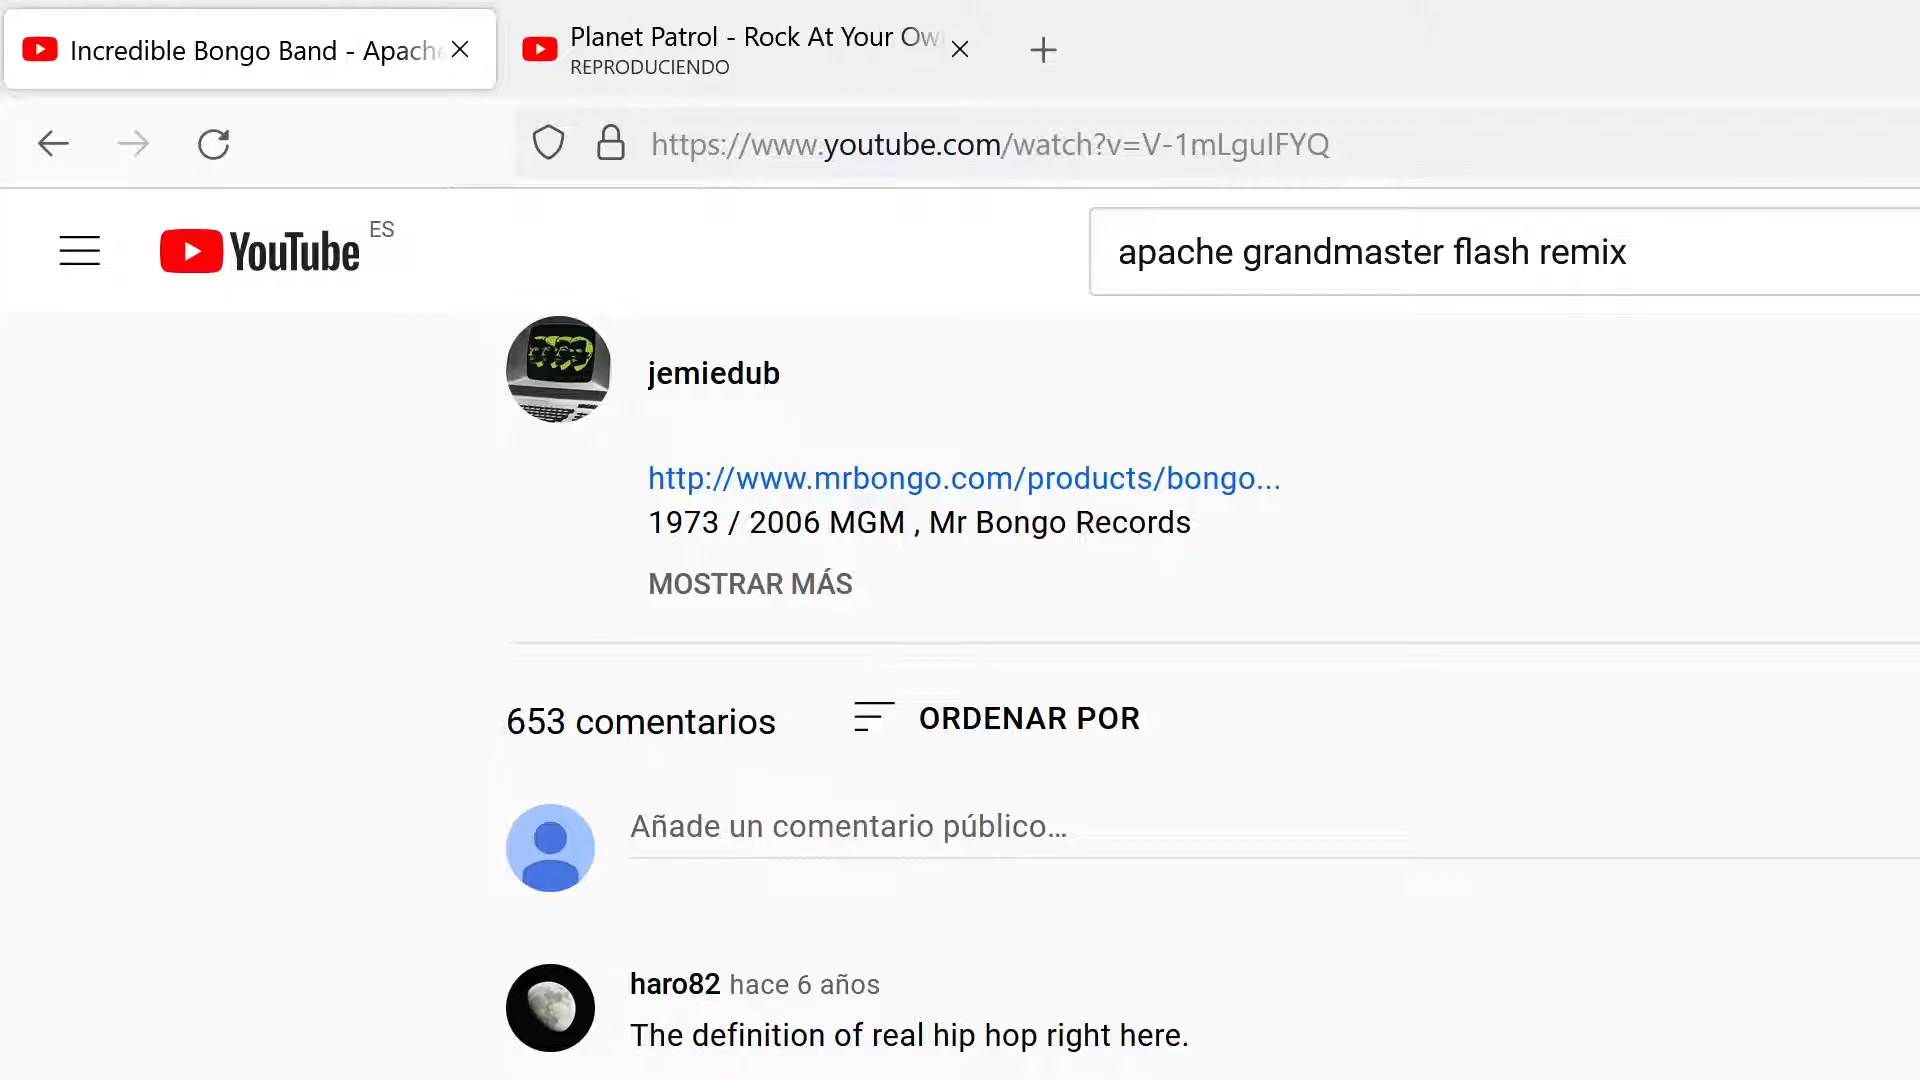 Incredible Bongo Band - Apache
Planet Patrol - Rock At Your Own
REPRODUCIENDO
https://www.youtube.com/watch?v=V-1mLguIFYQ
YouTube ES
apache grandmaster flash remix
jemiedub
http://www.mrbongo.com/products/bongo...
1973 / 2006 MGM , Mr Bongo Records
MOSTRAR MÁS
653 comentarios
ORDENAR POR
Añade un comentario público...
haro82 hace 6 años
The definition of real hip hop right here.